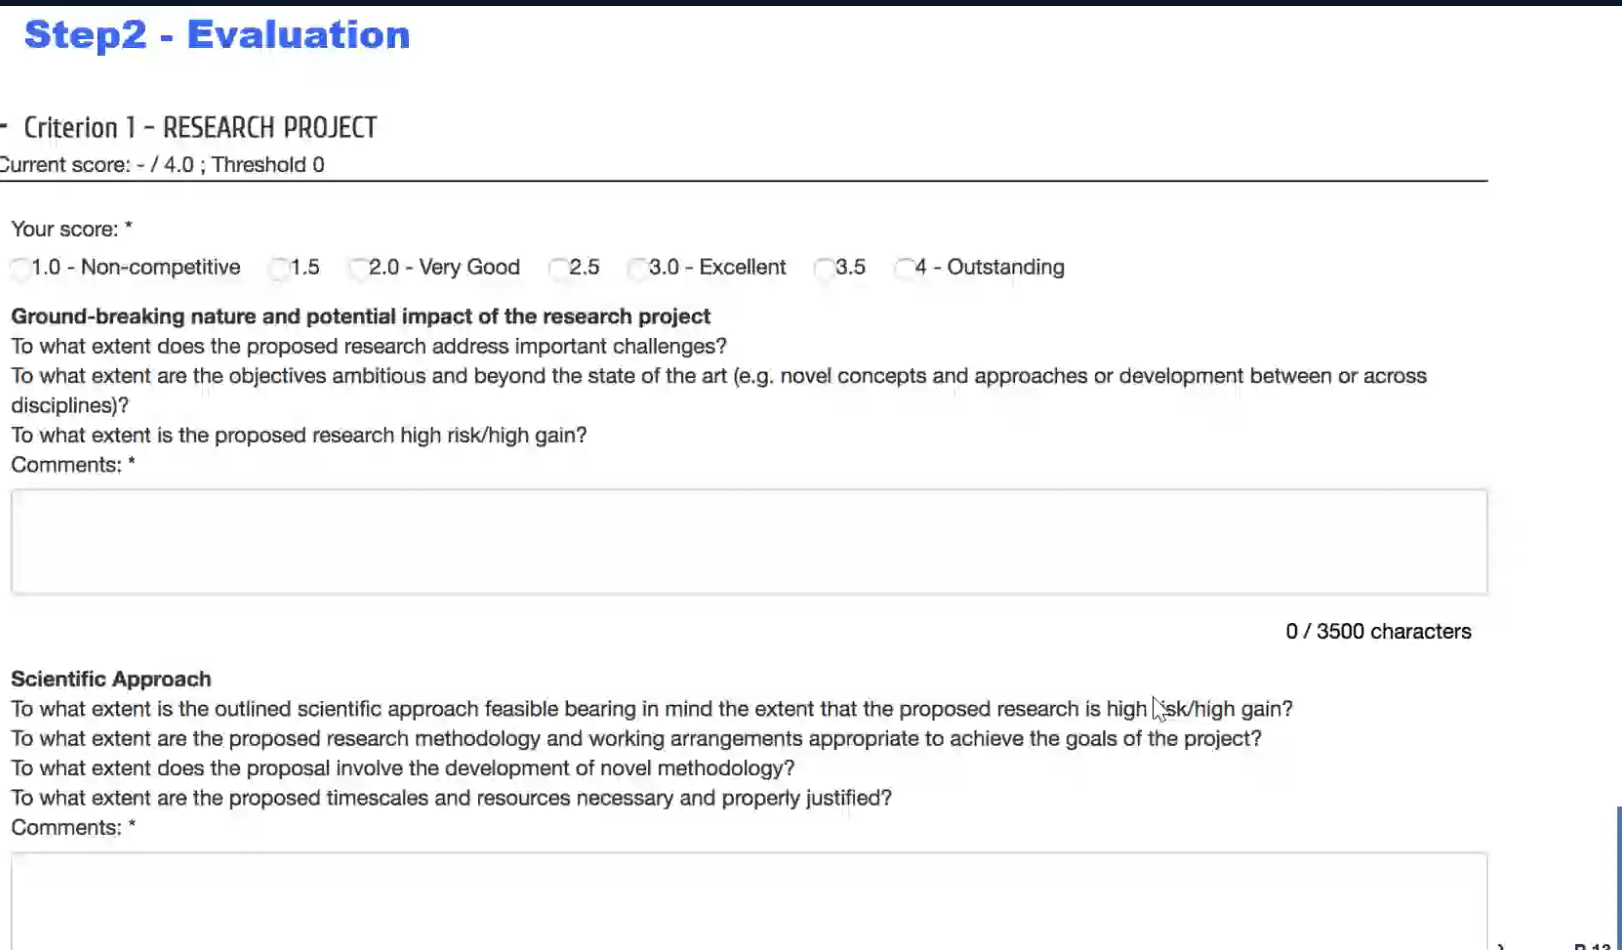 Step2 - Evaluation
- Criterion 1 - RESEARCH PROJECT
Current score: - / 4.0 ; Threshold 0
Your score: *
1.0 - Non-competitive 1.5 2.0 - Very Good 2.5 3.0 - Excellent 3.5 4 - Outstanding
Ground-breaking nature and potential impact of the research project
To what extent does the proposed research address important challenges?
To what extent are the objectives ambitious and beyond the state of the art (e.g. novel concepts and approaches or development between or across
disciplines)?
To what extent is the proposed research high risk/high gain?
Comments: *
0 / 3500 characters
Scientific Approach
To what extent is the outlined scientific approach feasible bearing in mind the extent that the proposed research is high risk/high gain?
To what extent are the proposed research methodology and working arrangements appropriate to achieve the goals of the project?
To what extent does the proposal involve the development of novel methodology?
To what extent are the proposed timescales and resources necessary and properly justified?
Comments: *